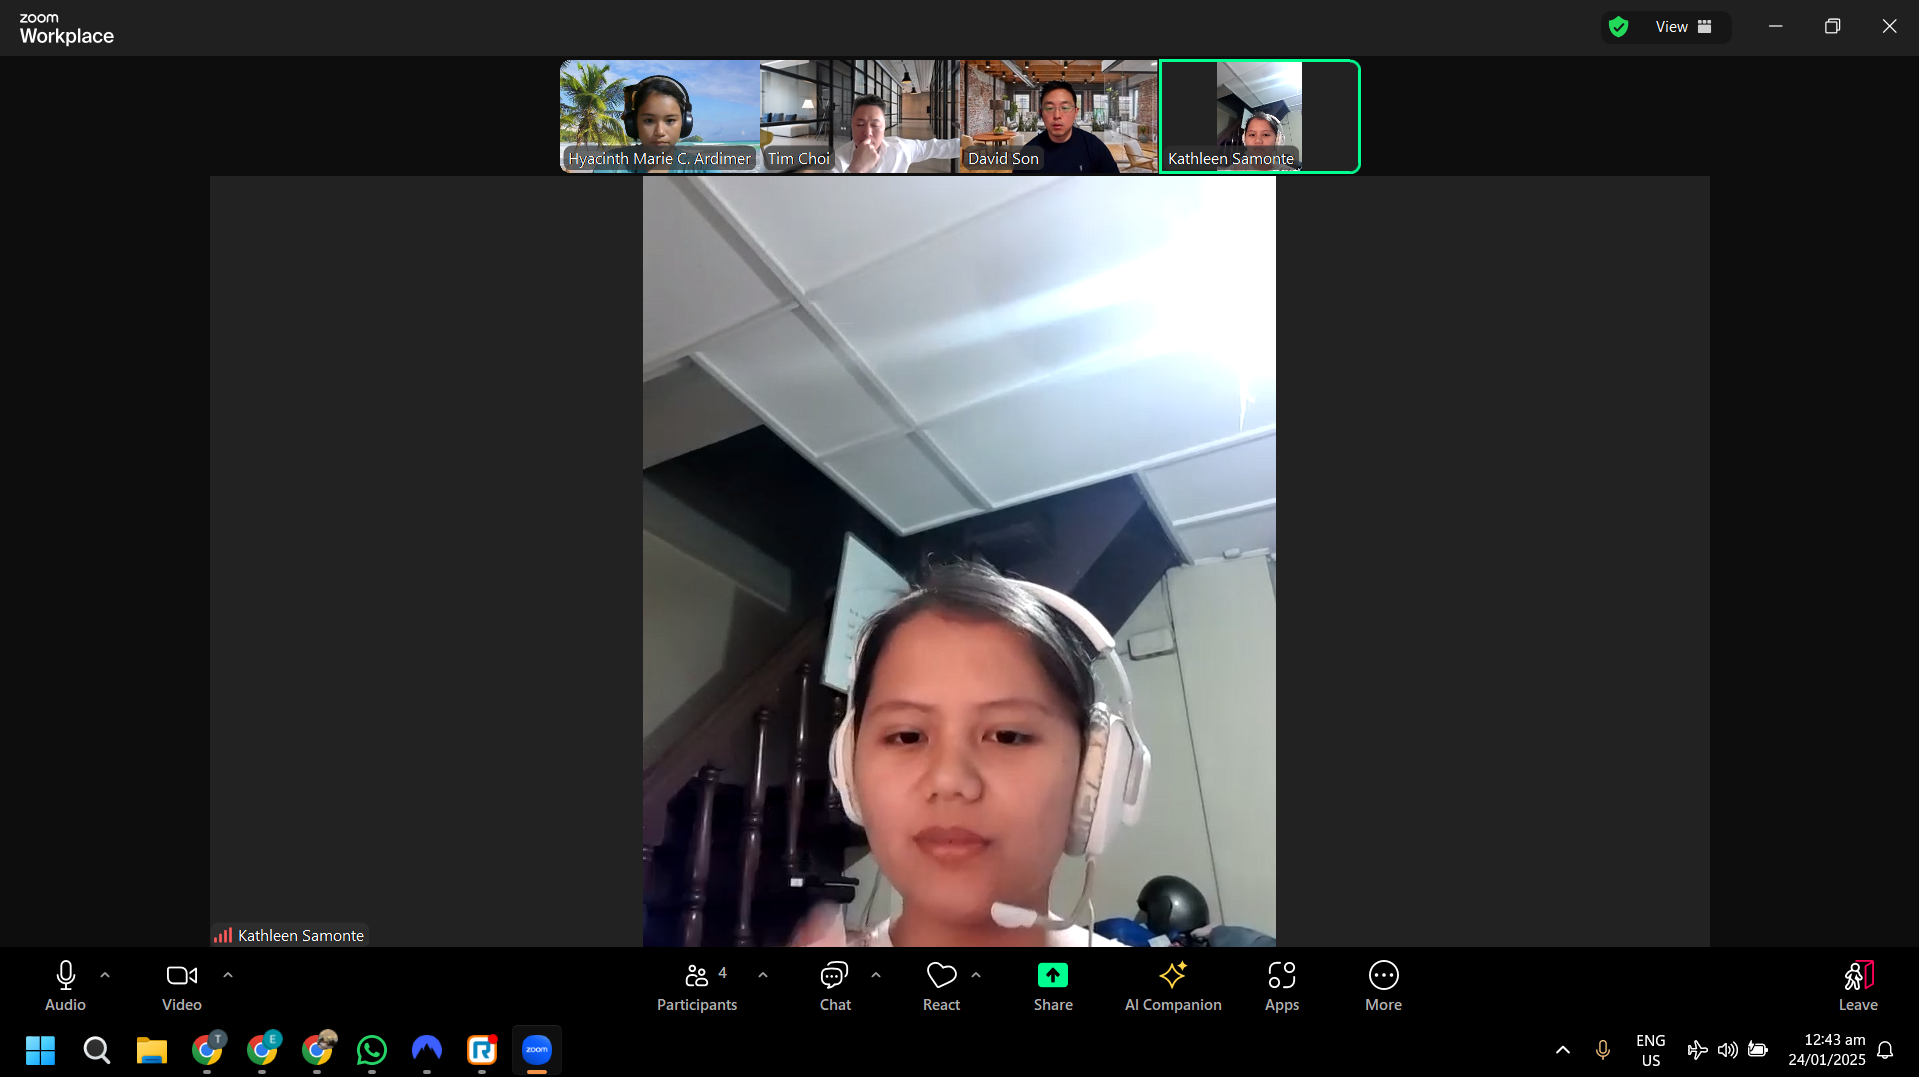 zoom
Workplace
View
Hyacinth Marie C. Ardimer
Tim Choi
David Son
Kathleen Samonte
Kathleen Samonte
Audio
Video
4
Participants
Chat
React
Share
AI Companion
Apps
More
Leave
T
E
zoom
ENG
US
12:43 am
24/01/2025